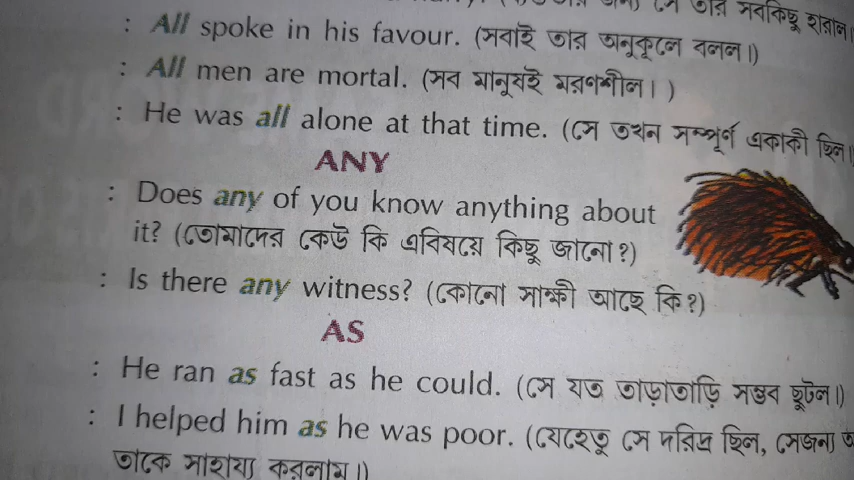 সে তার সবকিছু হারাল।
: All spoke in his favour. (সবাই তার অনুকূলে বলল।)
: All men are mortal. (সব মানুষই মরণশীল।)
: He was all alone at that time. (সে তখন সম্পূর্ণ একাকী ছিল।
ANY
: Does any of you know anything about
it? (তোমাদের কেউ কি এবিষয়ে কিছু জানো?)
: Is there any witness? (কোনো সাক্ষী আছে কি?)
AS
: He ran as fast as he could. (সে যত তাড়াতাড়ি সম্ভব ছুটল।)
: I helped him as he was poor. (যেহেতু সে দরিদ্র ছিল, সেজন্য
তাকে সাহায্য করলাম।)